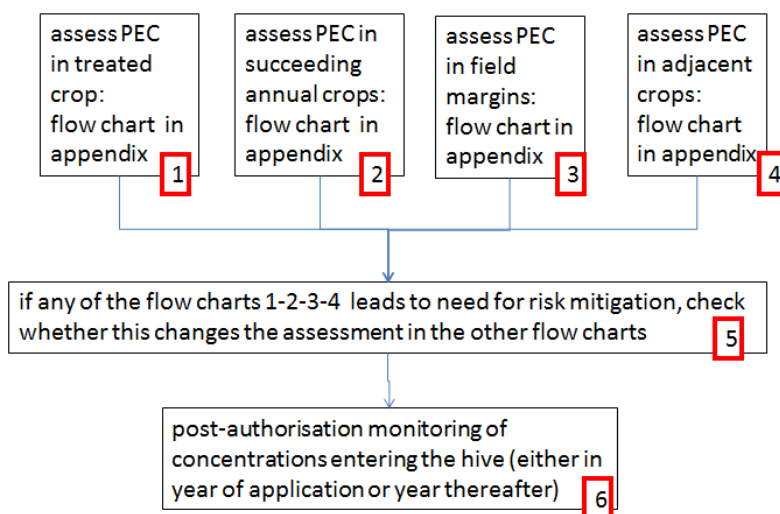 assess PEC
in treated
crop:
flow chart in
appendix
1
assess PEC in
succeeding
annual crops:
flow chart in
appendix
2
assess PEC
in field
margins:
flow chart in
appendix
3
assess PEC
in adjacent
crops:
flow chart
in appendix
4
if any of the flow charts 1-2-3-4 leads to need for risk mitigation, check
whether this changes the assessment in the other flow charts
5
post-authorisation monitoring of
concentrations entering the hive (either in
year of application or year thereafter)
6